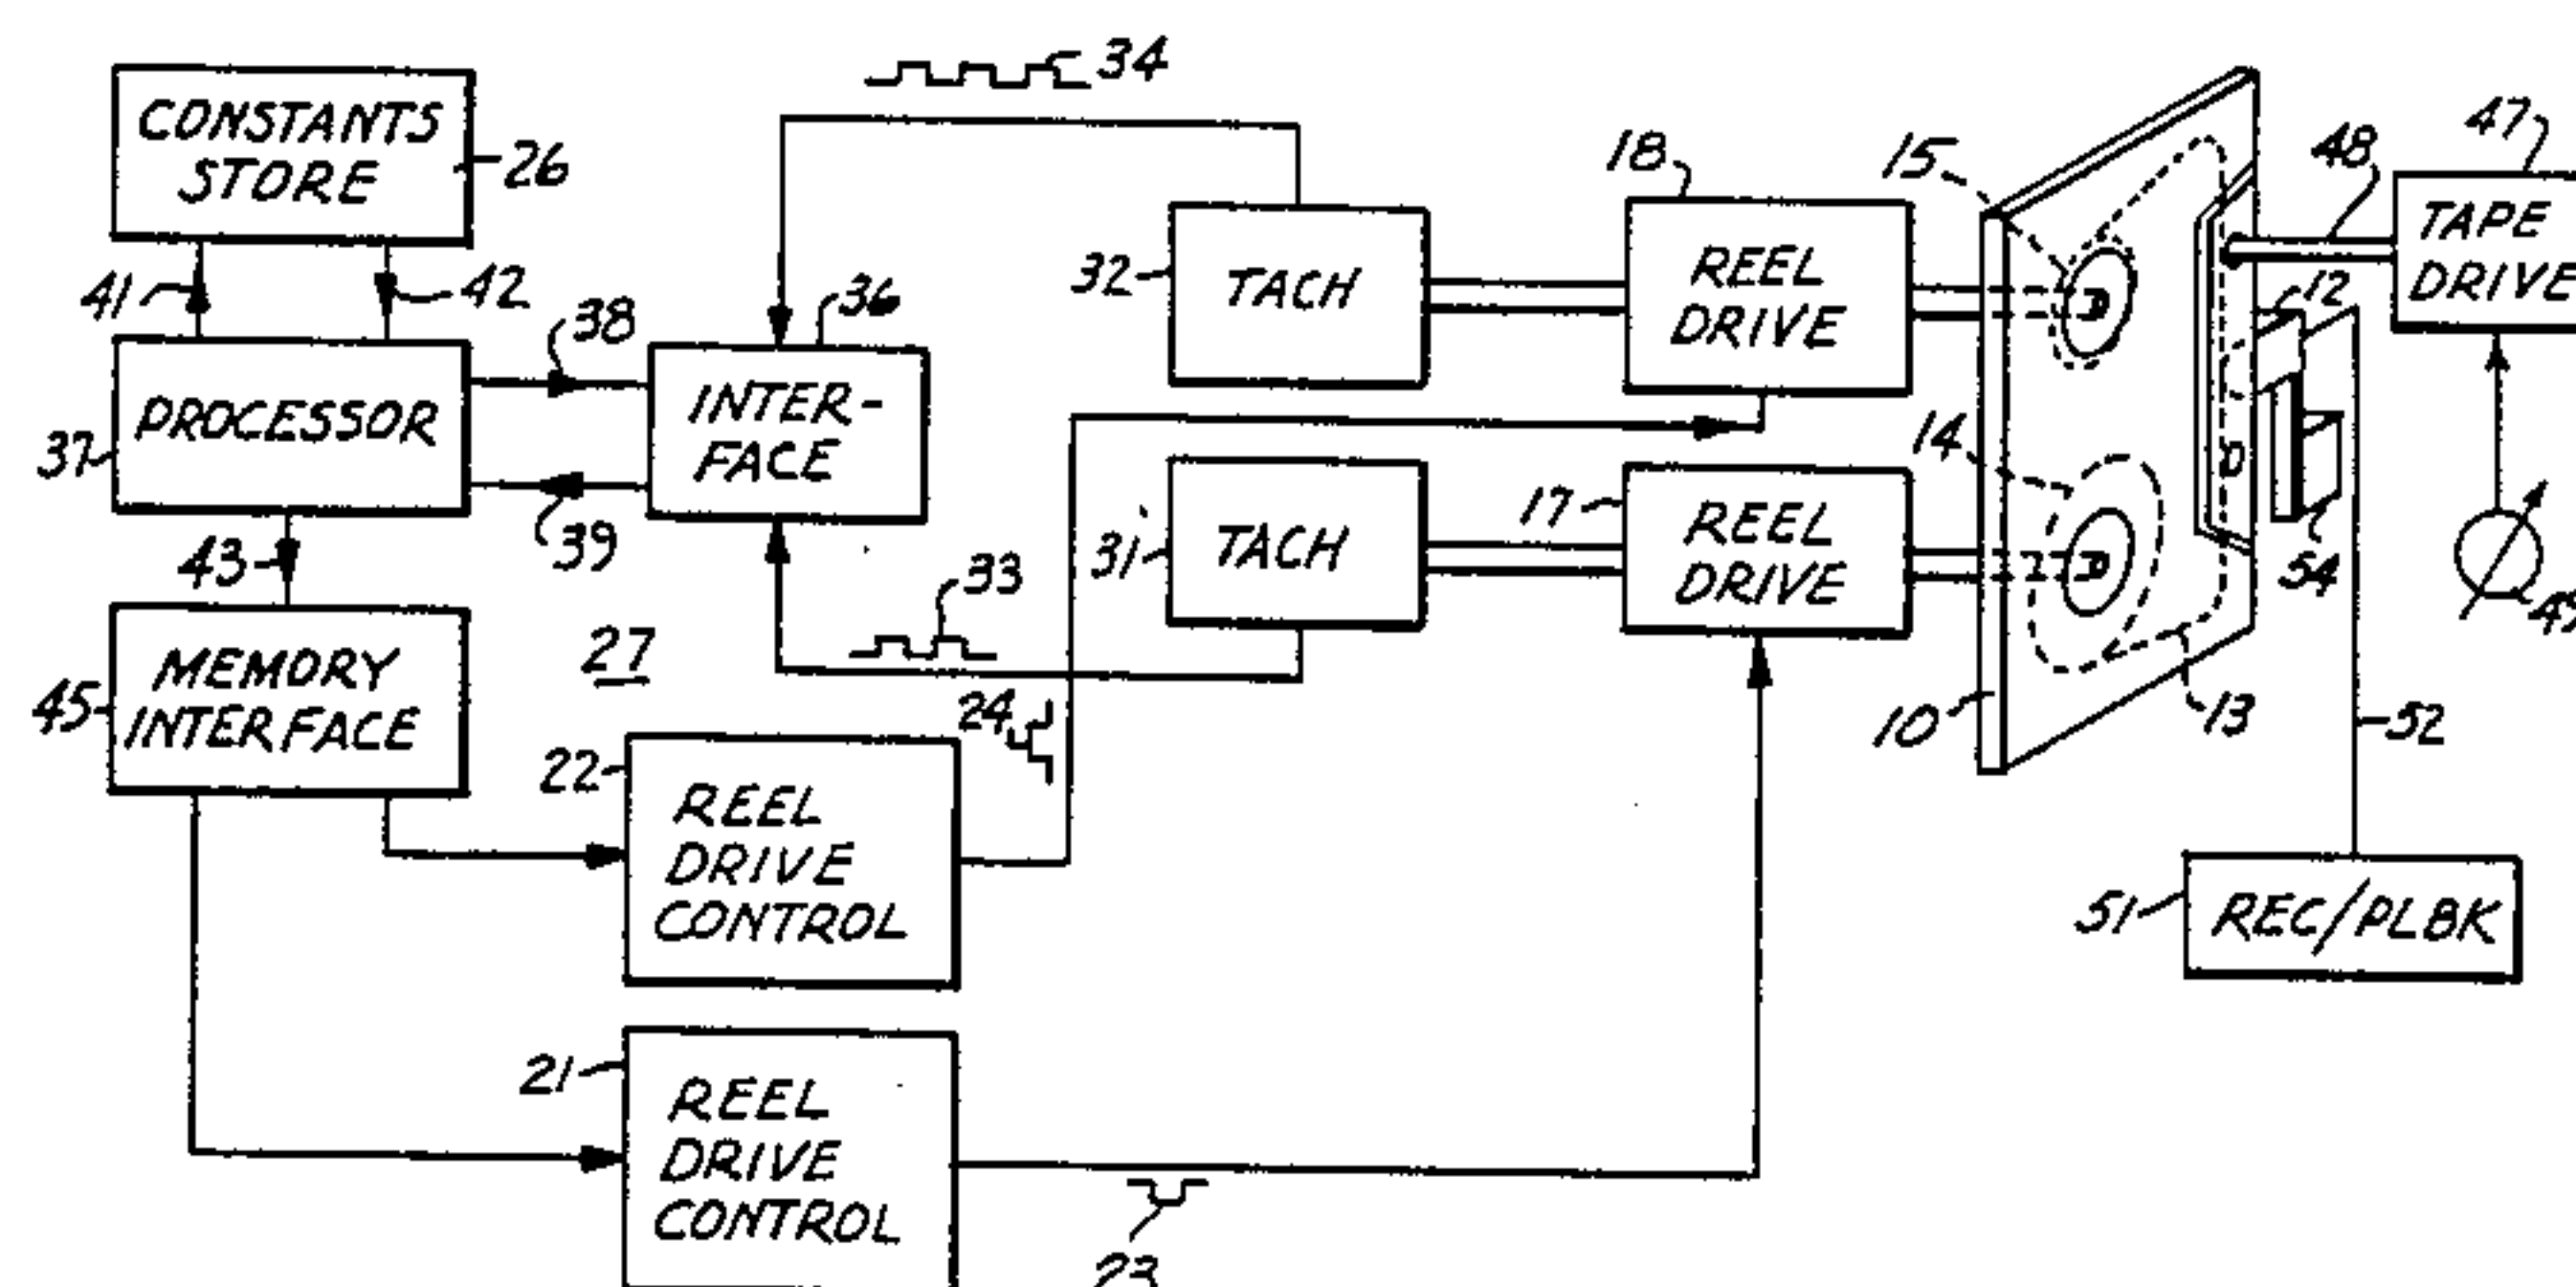 34
CONSTANTS
STORE
26
41
42
PROCESSOR
37
38
39
36
INTER-
FACE
43
MEMORY
INTERFACE
45
27
33
24
22
REEL
DRIVE
CONTROL
21
REEL
DRIVE
CONTROL
23
32
TACH
31
TACH
18
REEL
DRIVE
17
REEL
DRIVE
15
14
10
13
12
54
52
48
47
TAPE
DRIVE
49
51
REC/PLBK